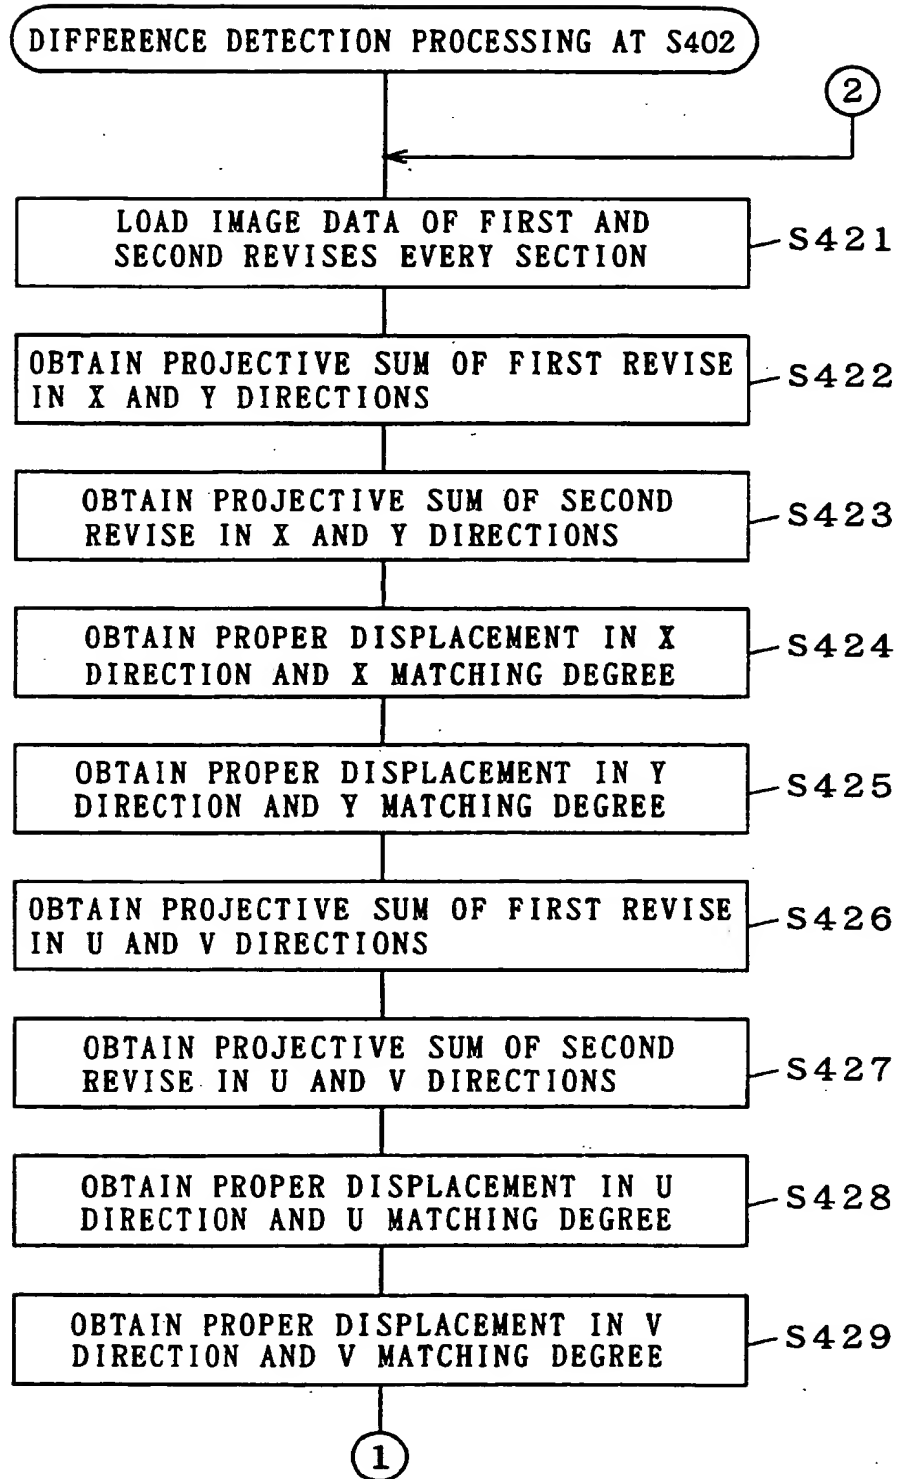 DIFFERENCE DETECTION PROCESSING AT S402
2
LOAD IMAGE DATA OF FIRST AND
SECOND REVISES EVERY SECTION
S421
OBTAIN PROJECTIVE SUM OF FIRST REVISE
IN X AND Y DIRECTIONS
S422
OBTAIN PROJECTIVE SUM OF SECOND
REVISE IN X AND Y DIRECTIONS
S423
OBTAIN PROPER DISPLACEMENT IN X
DIRECTION AND X MATCHING DEGREE
S424
OBTAIN PROPER DISPLACEMENT IN Y
DIRECTION AND Y MATCHING DEGREE
S425
OBTAIN PROJECTIVE SUM OF FIRST REVISE
IN U AND V DIRECTIONS
S426
OBTAIN PROJECTIVE SUM OF SECOND
REVISE IN U AND V DIRECTIONS
S427
OBTAIN PROPER DISPLACEMENT IN U
DIRECTION AND U MATCHING DEGREE
S428
OBTAIN PROPER DISPLACEMENT IN V
DIRECTION AND V MATCHING DEGREE
S429
1